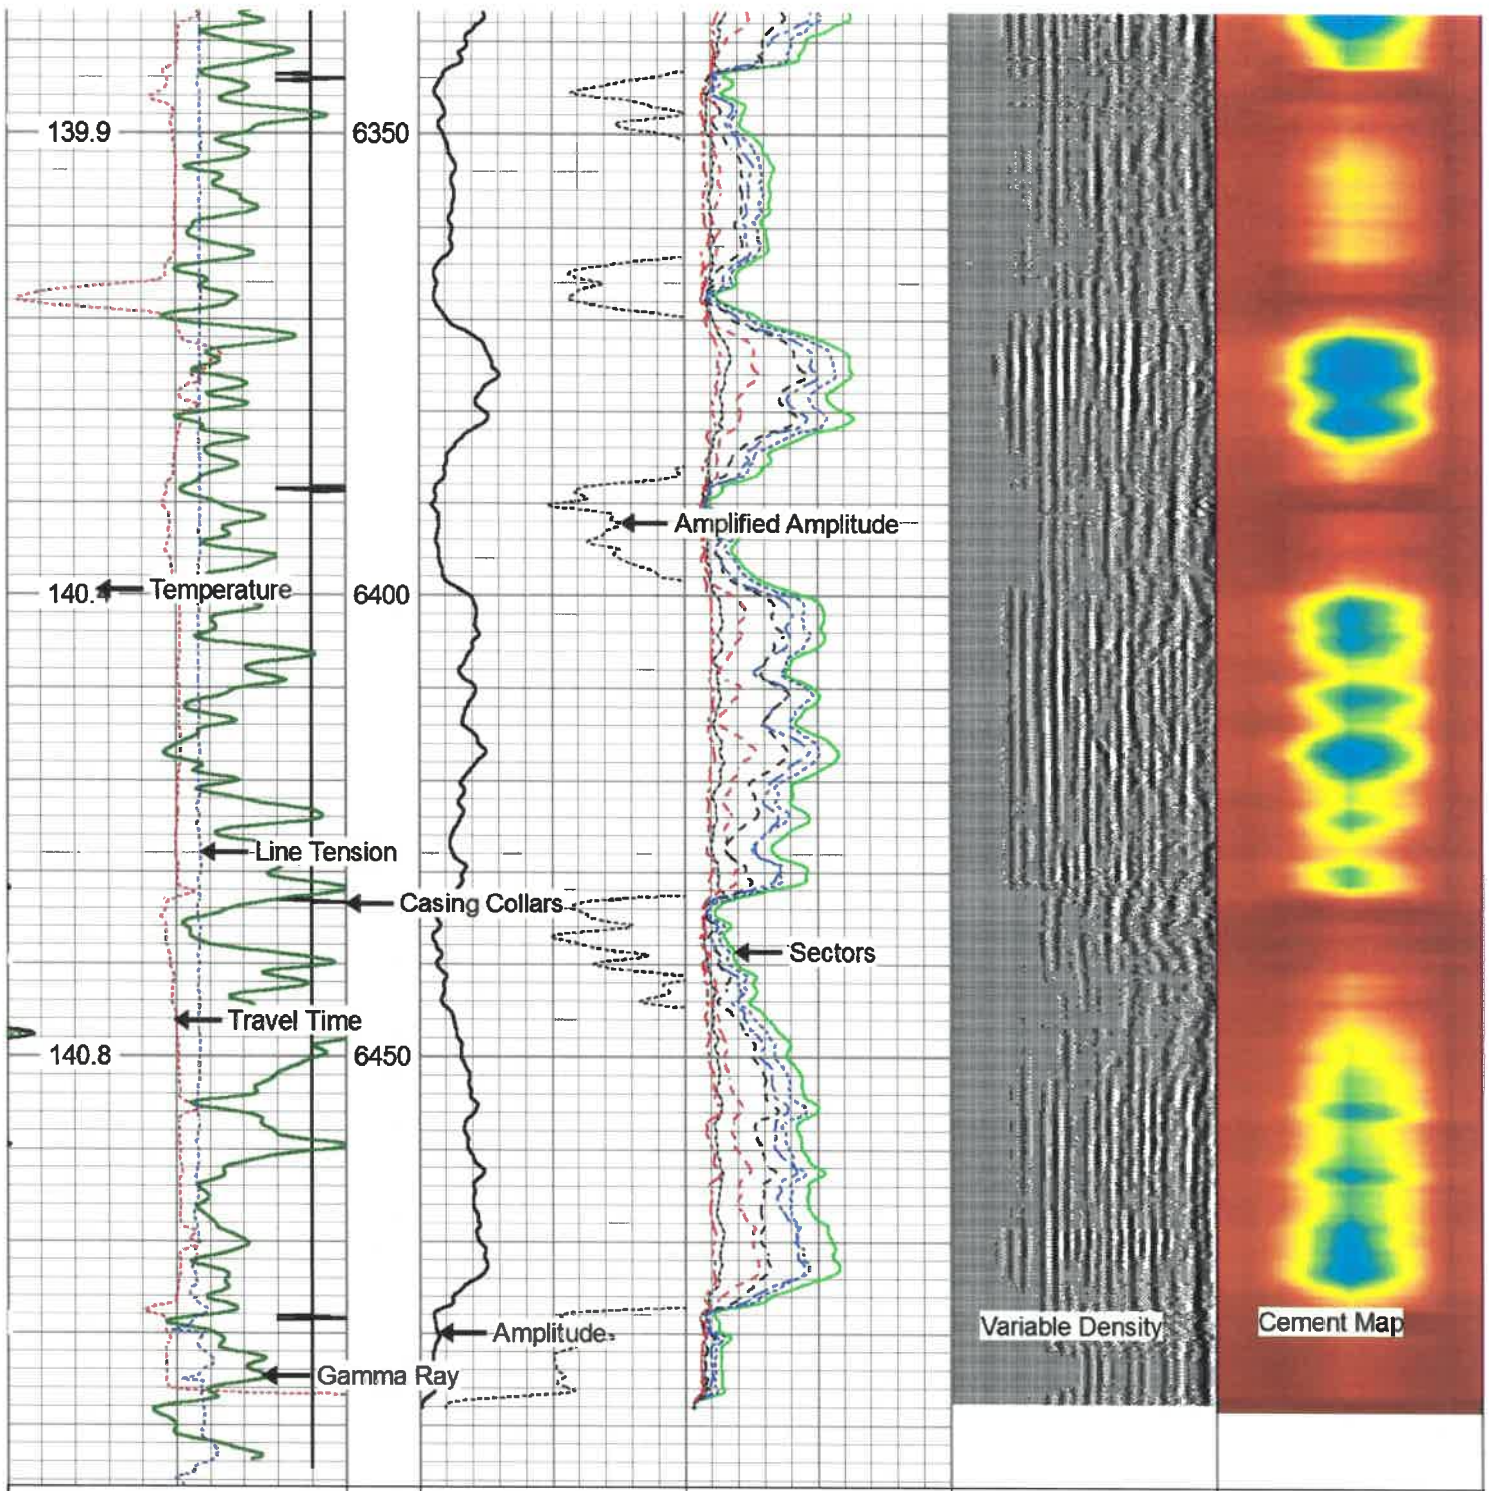 139.9
6350
Amplified Amplitude
Temperature
140.
6400
Line Tension
Casing Collars
Sectors
Travel Time
140.8
6450
Variable Density
Cement Map
Amplitude
Gamma Ray